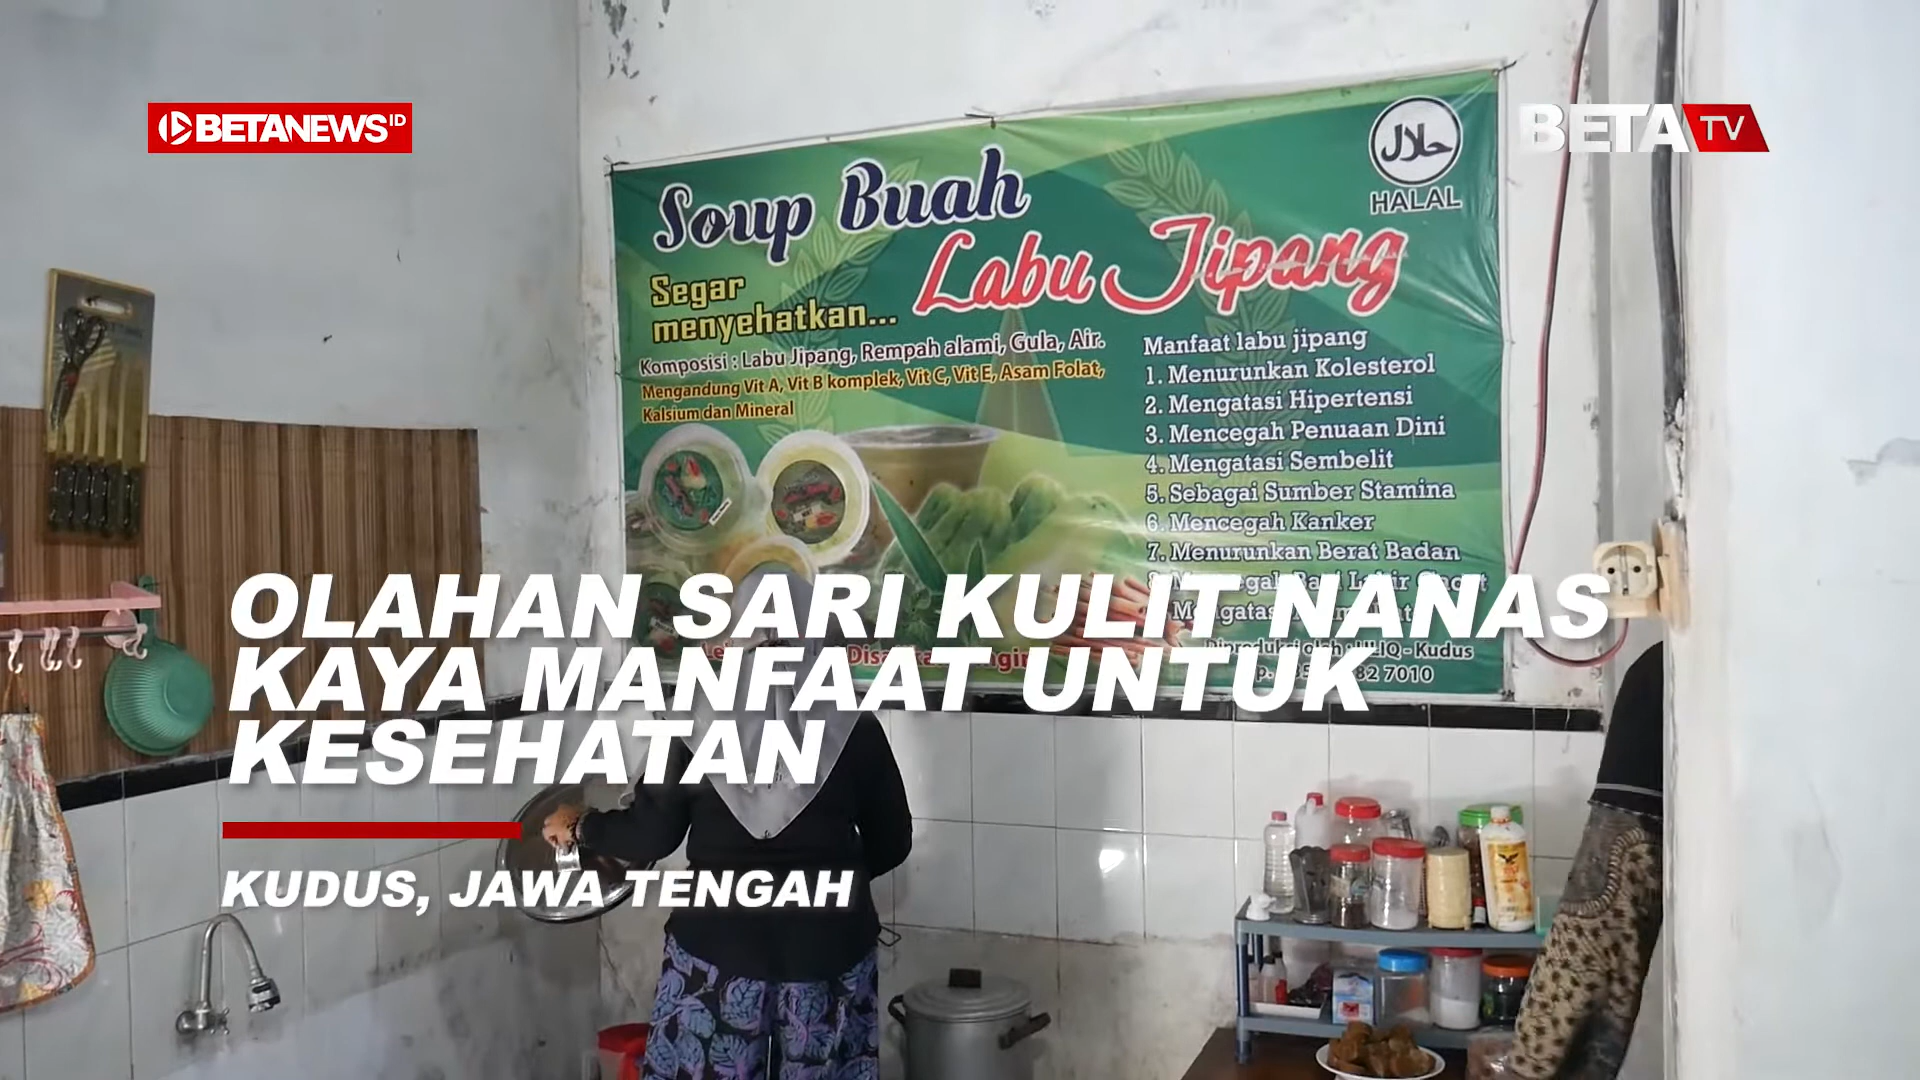 BETANEWS ID
BETA TV
حلال
HALAL
Soup Buah
Labu Jipang
Segar
menyehatkan...
Komposisi : Labu Jipang, Rempah alami, Gula, Air.
Mengandung Vit A, Vit B komplek, Vit C, Vit E, Asam Folat,
Kalsium dan Mineral
Manfaat labu jipang
1. Menurunkan Kolesterol
2. Mengatasi Hipertensi
3. Mencegah Penuaan Dini
4. Mengatasi Sembelit
5. Sebagai Sumber Stamina
6. Mencegah Kanker
7. Menurunkan Berat Badan
- Kudus
7010
OLAHAN SARI KULIT NANAS
KAYA MANFAAT UNTUK
KESEHATAN
KUDUS, JAWA TENGAH